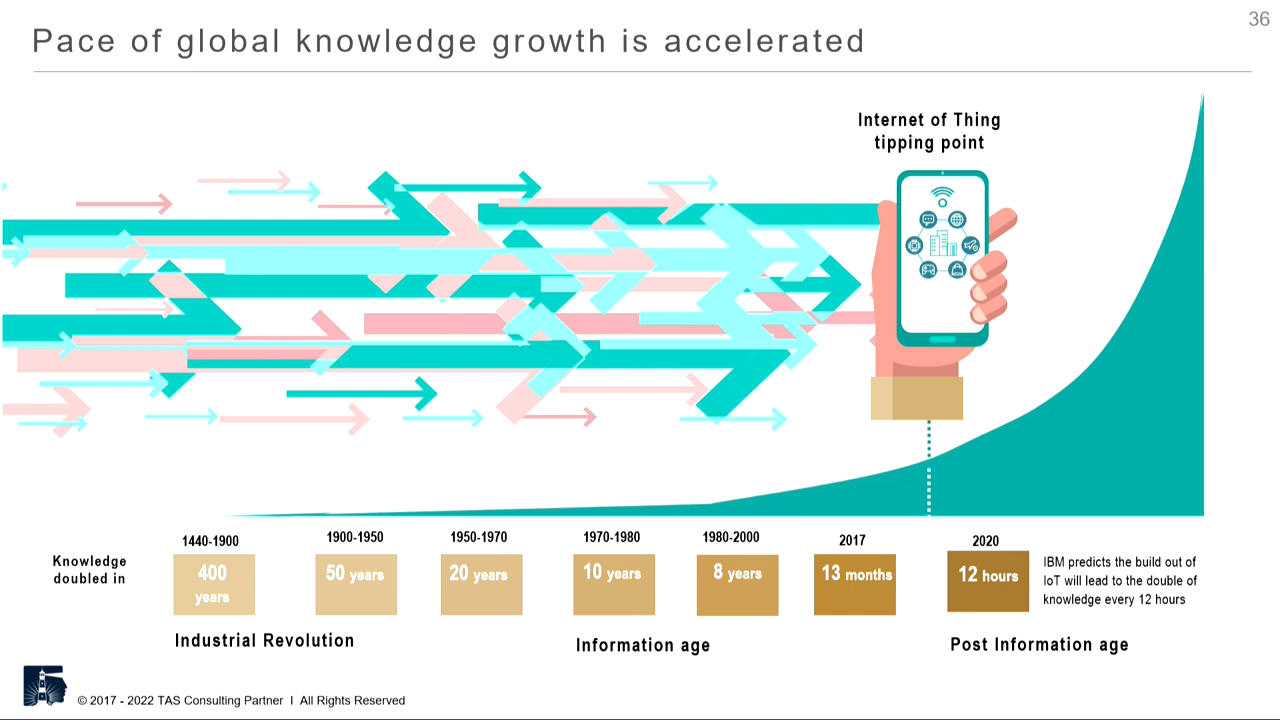 36
Pace of global knowledge growth is accelerated
Internet of Thing
tipping point
1440-1900
1900-1950
1950-1970
1970-1980
1980-2000
2017
2020
Knowledge
doubled in
400
years
50 years
20 years
10 years
8 years
13 months
12 hours
IBM predicts the build out of
IoT will lead to the double of
knowledge every 12 hours
Industrial Revolution
Information age
Post Information age
© 2017 - 2022 TAS Consulting Partner I All Rights Reserved